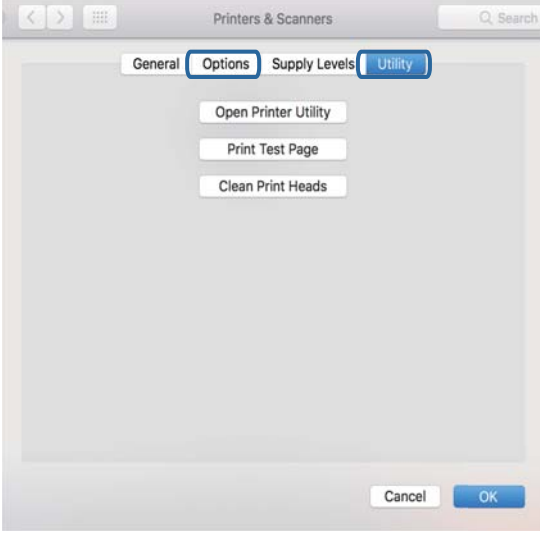 Printers & Scanners Search
General Options Supply Levels Utility
Open Printer Utility
Print Test Page
Clean Print Heads
Cancel OK